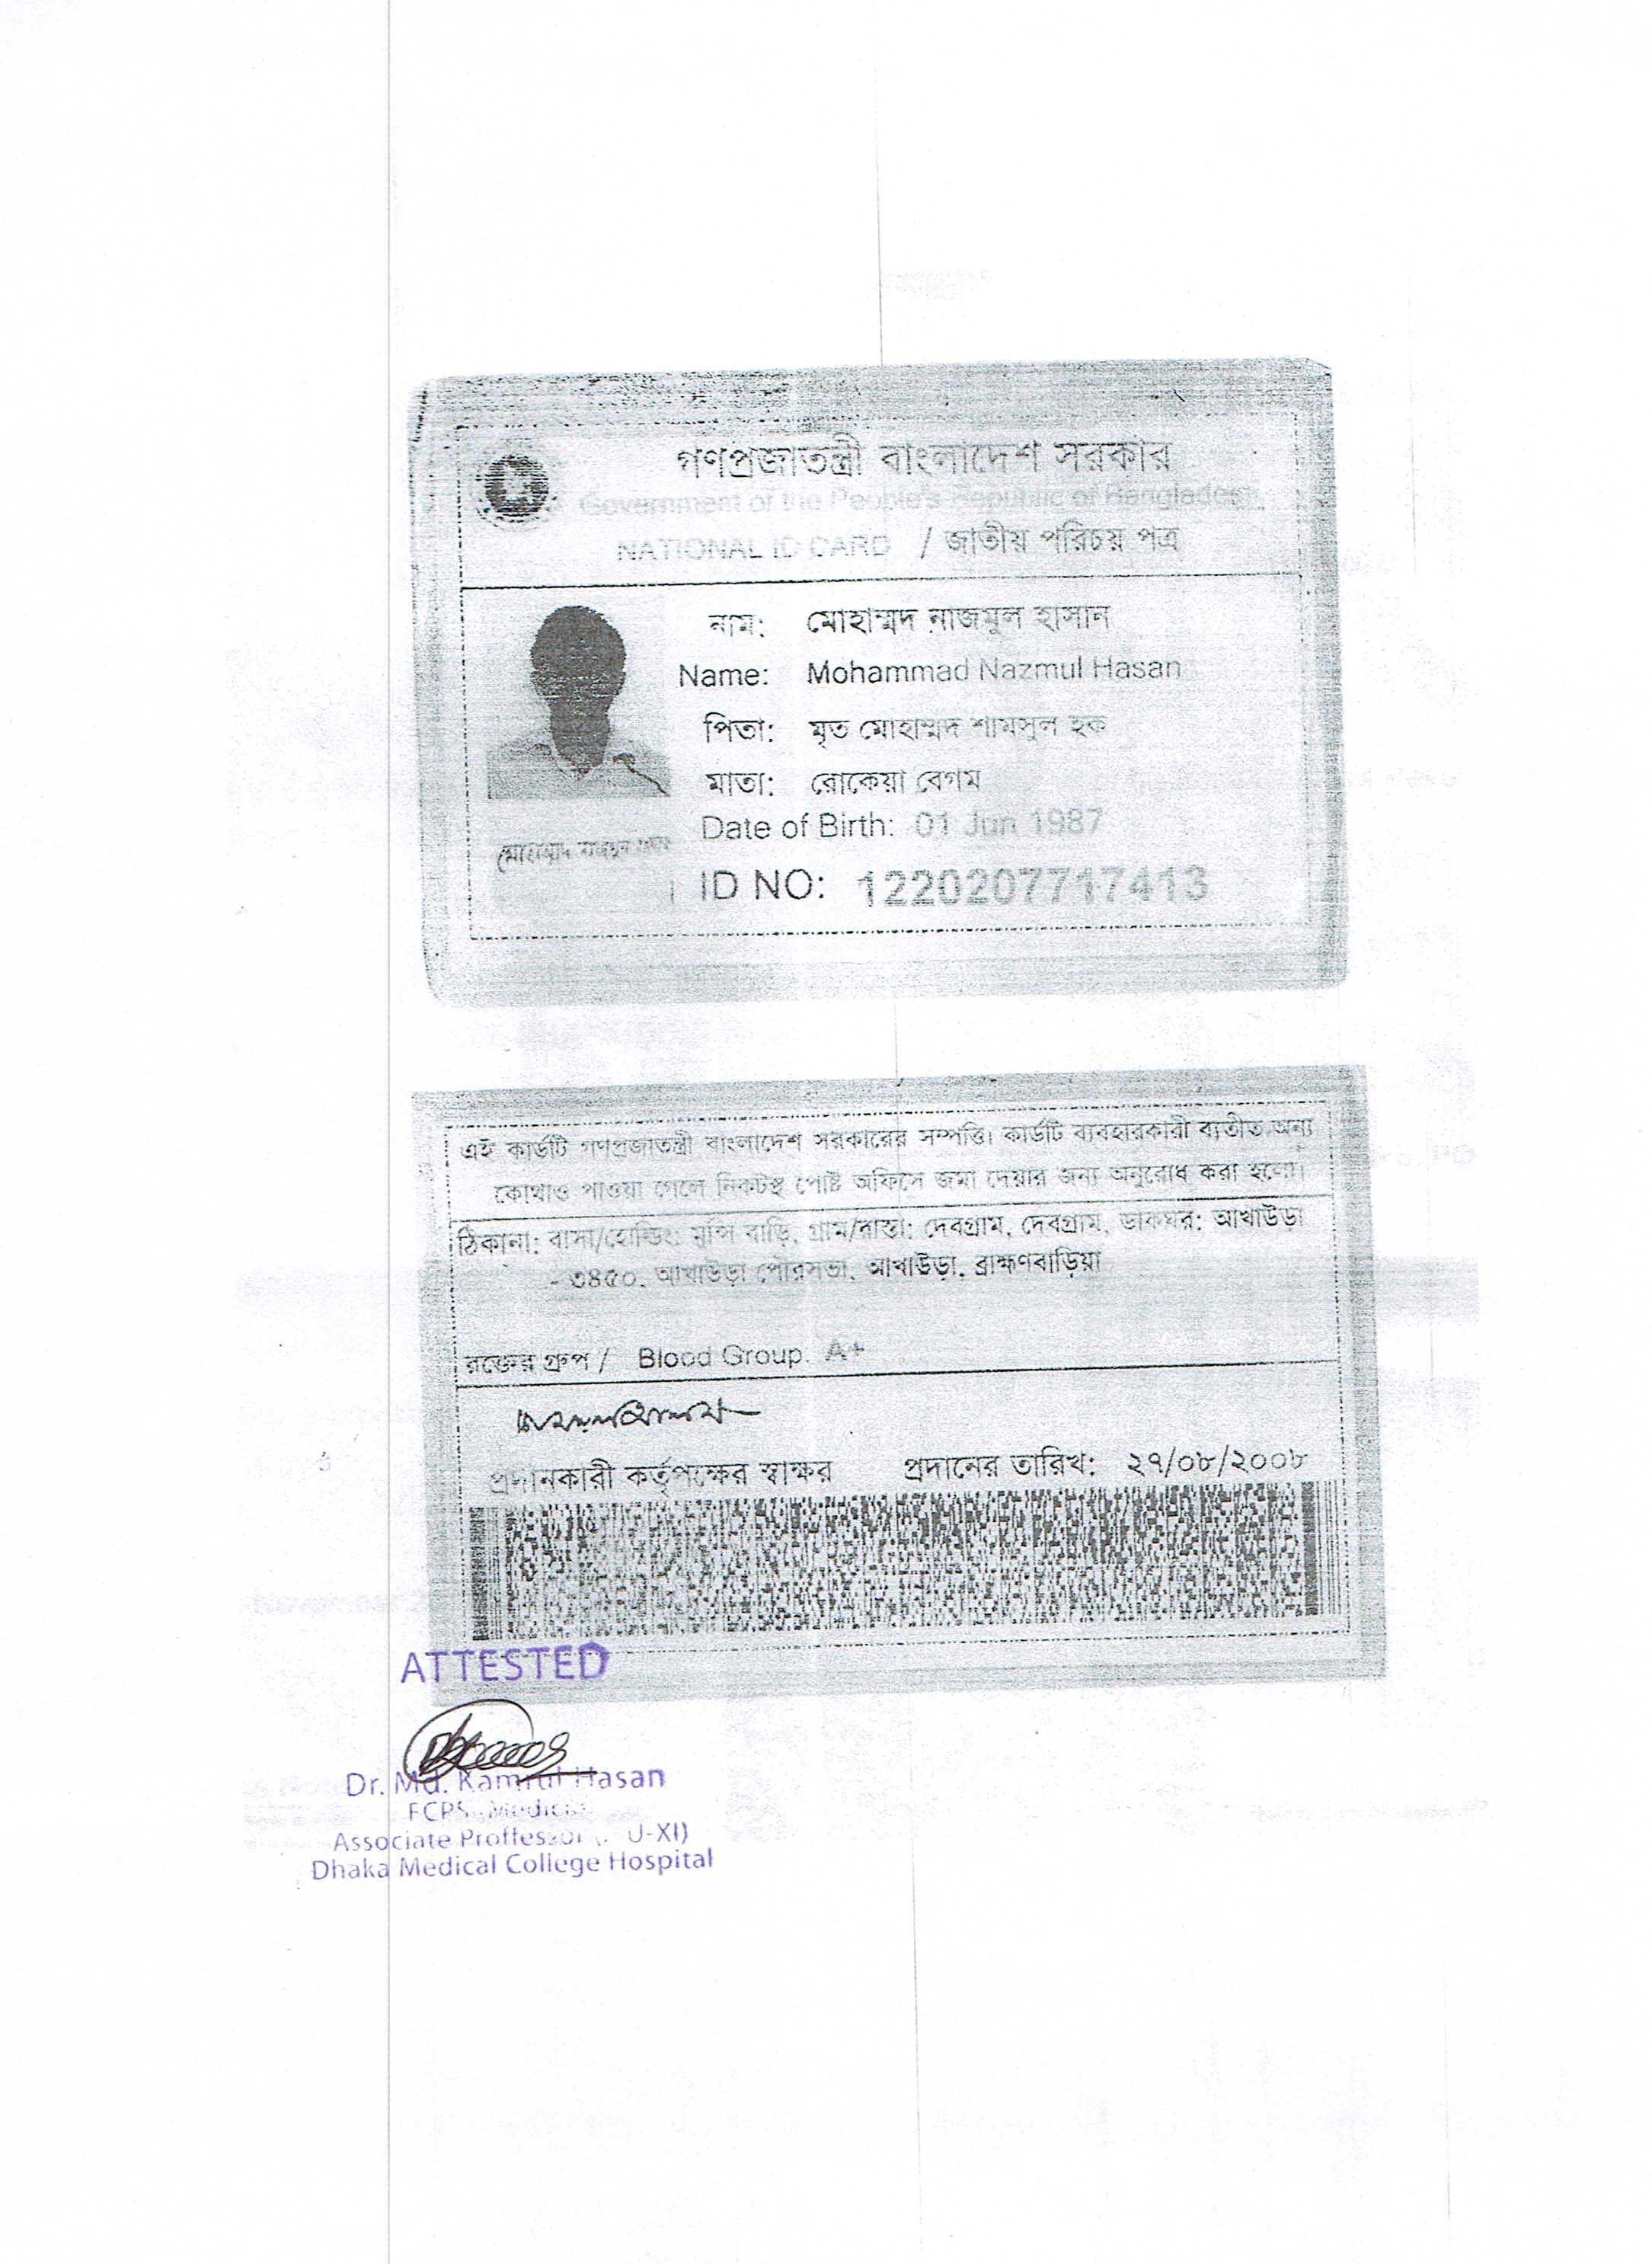 গণপ্রজাতন্ত্রী বাংলাদেশ সরকার
Government of the People's Republic of Bangladesh
NATIONAL ID CARD / জাতীয় পরিচয় পত্র
নাম: মোহাম্মদ নাজমুল হাসান
Name: Mohammad Nazmul Hasan
পিতা: মৃত মোহাম্মদ শামসুল হক
মাতা: রোকেয়া বেগম
Date of Birth: 01 Jun 1987
মোহাম্মদ নাজমুল
ID NO: 1220207717413
এই কার্ডটি গণপ্রজাতন্ত্রী বাংলাদেশ সরকারের সম্পত্তি। কার্ডটি ব্যবহারকারী ব্যতীত অন্য
কোথাও পাওয়া গেলে নিকটস্থ পোষ্ট অফিসে জমা দেয়ার জন্য অনুরোধ করা হলো।
ঠিকানা: বাসা/হোল্ডিং: মুন্সি বাড়ি, গ্রাম/রাস্তা: দেবগ্রাম, দেবগ্রাম, ডাকঘর: আখাউড়া
- ৩৪৫০, আখাউড়া পৌরসভা, আখাউড়া, ব্রাহ্মণবাড়িয়া
রক্তের গ্রুপ / Blood Group: A+
প্রদানকারী কর্তৃপক্ষের স্বাক্ষর প্রদানের তারিখ: ২৭/০৮/২০০৮
ATTESTED
Dr. Md. Kamrul Hasan
FCPS
Associate Proffessor U-XI)
Dhaka Medical College Hospital